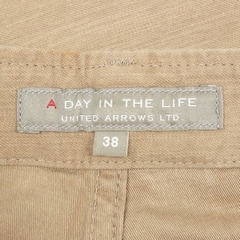 A DAY IN THE LIFE
UNITED ARROWS LTD.
38